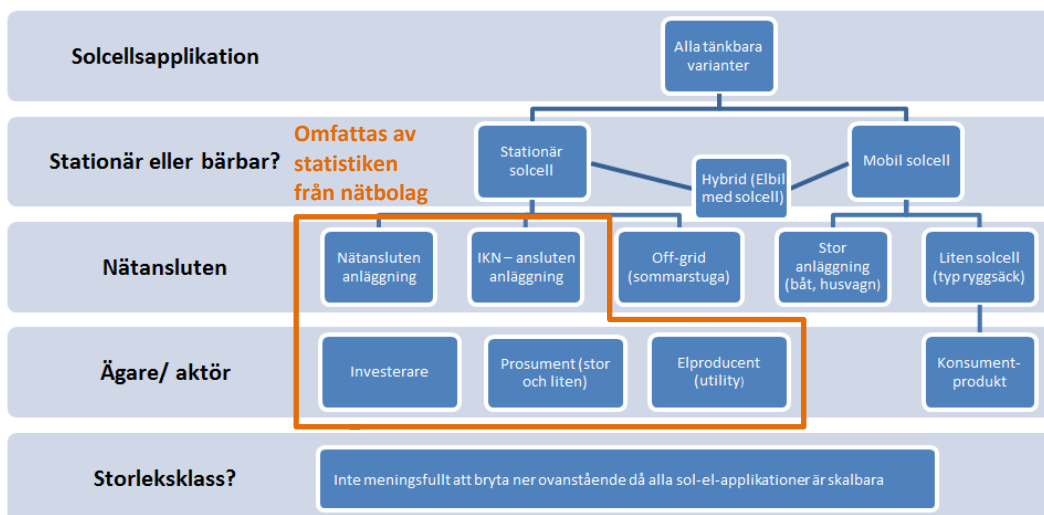 Solcellsapplikation
Alla tänkbara
varianter
Stationär eller bärbar?
Omfattas av
statistiken
från nätbolag
Stationär
solcell
Hybrid (Elbil
med solcell)
Mobil solcell
Nätansluten
Nätansluten
anläggning
IKN – ansluten
anläggning
Off-grid
(sommarstuga)
Stor
anläggning
(båt, husvagn)
Liten solcell
(typ ryggsäck)
Ägare/ aktör
Investerare
Prosument (stor
och liten)
Elproducent
(utility)
Konsument-
produkt
Storleksklass?
Inte meningsfullt att bryta ner ovanstående då alla sol-el-applikationer är skalbara